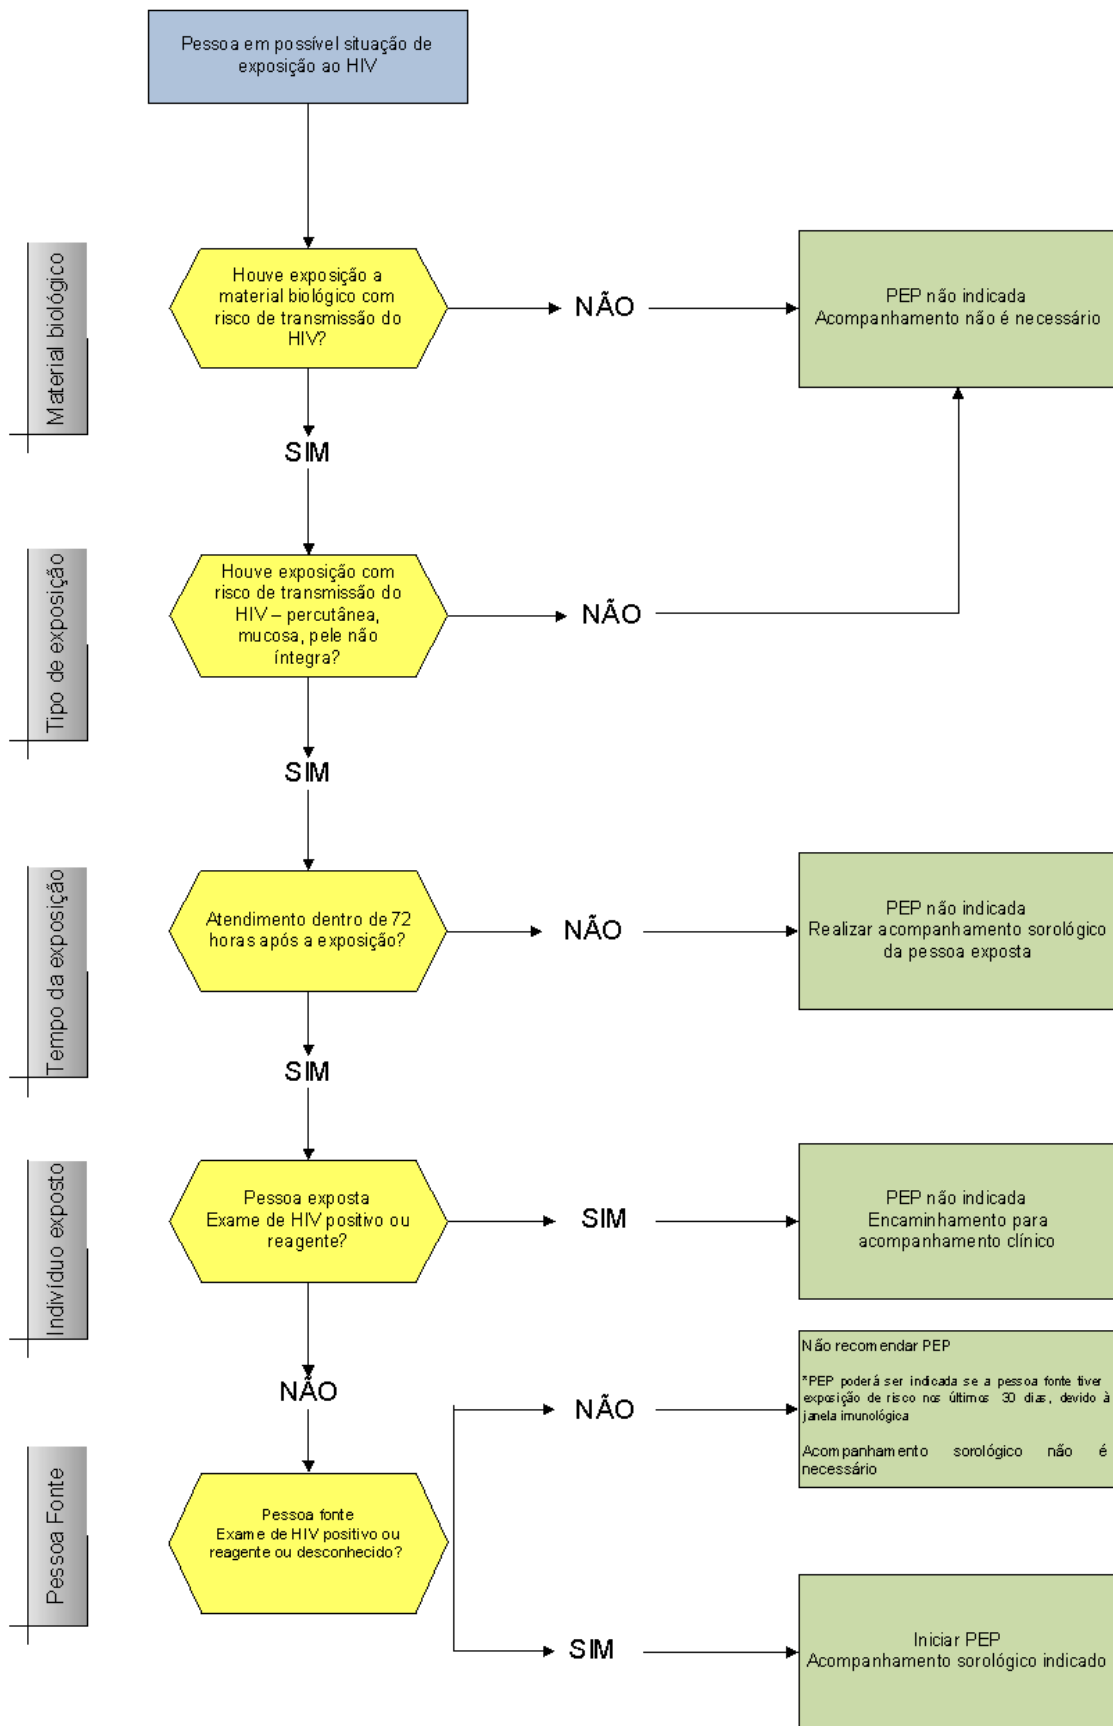 Pessoa em possível situação de
exposição ao HIV
Material biológico
Houve exposição a
material biológico com
risco de transmissão do
HIV?
NÃO
PEP não indicada
Acompanhamento não é necessário
SIM
Tipo de exposição
Houve exposição com
risco de transmissão do
HIV – percutânea,
mucosa, pele não
íntegra?
NÃO
SIM
Tempo da exposição
Atendimento dentro de 72
horas após a exposição?
NÃO
PEP não indicada
Realizar acompanhamento sorológico
da pessoa exposta
SIM
Indivíduo exposto
Pessoa exposta
Exame de HIV positivo ou
reagente?
SIM
PEP não indicada
Encaminhamento para
acompanhamento clínico
NÃO
Pessoa Fonte
Pessoa fonte
Exame de HIV positivo ou
reagente ou desconhecido?
NÃO
Não recomendar PEP
*PEP poderá ser indicada se a pessoa fonte tiver
exposição de risco nos últimos 30 dias, devido à
janela imunológica
Acompanhamento sorológico não é
necessário
SIM
Iniciar PEP
Acompanhamento sorológico indicado